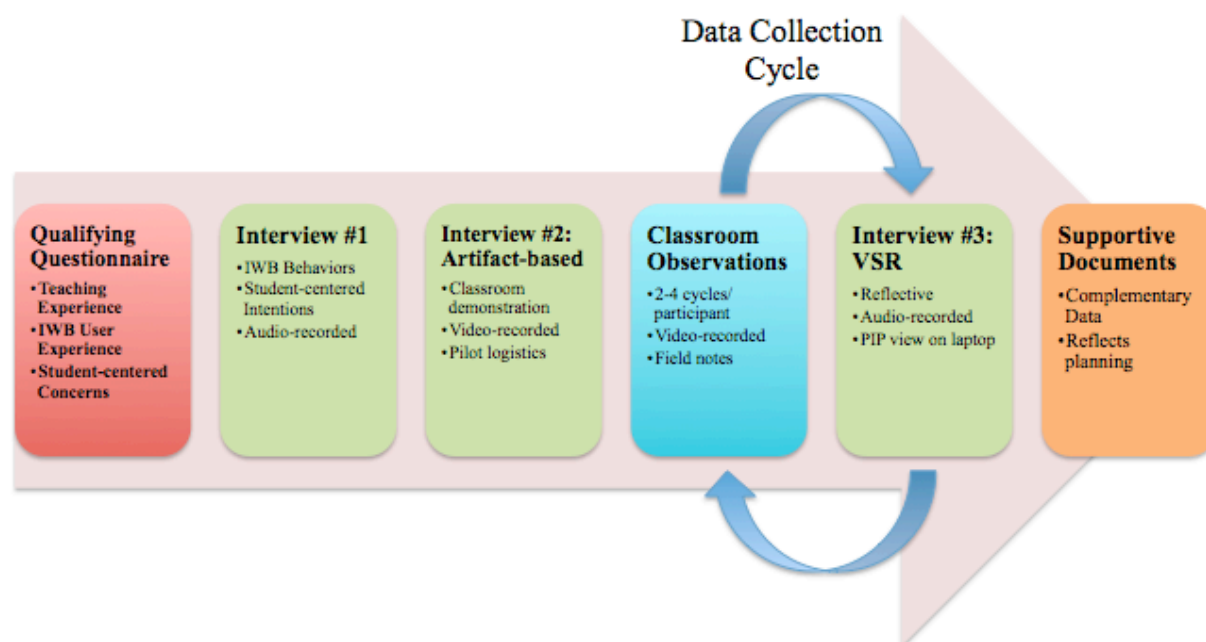 Data Collection
Cycle
Qualifying
Questionnaire
•Teaching
Experience
•IWB User
Experience
•Student-centered
Concerns
Interview #1
•IWB Behaviors
•Student-centered
Intentions
•Audio-recorded
Interview #2:
Artifact-based
•Classroom
demonstration
•Video-recorded
•Pilot logistics
Classroom
Observations
•2-4 cycles/
participant
•Video-recorded
•Field notes
Interview #3:
VSR
•Reflective
•Audio-recorded
•PIP view on laptop
Supportive
Documents
•Complementary
Data
•Reflects
planning